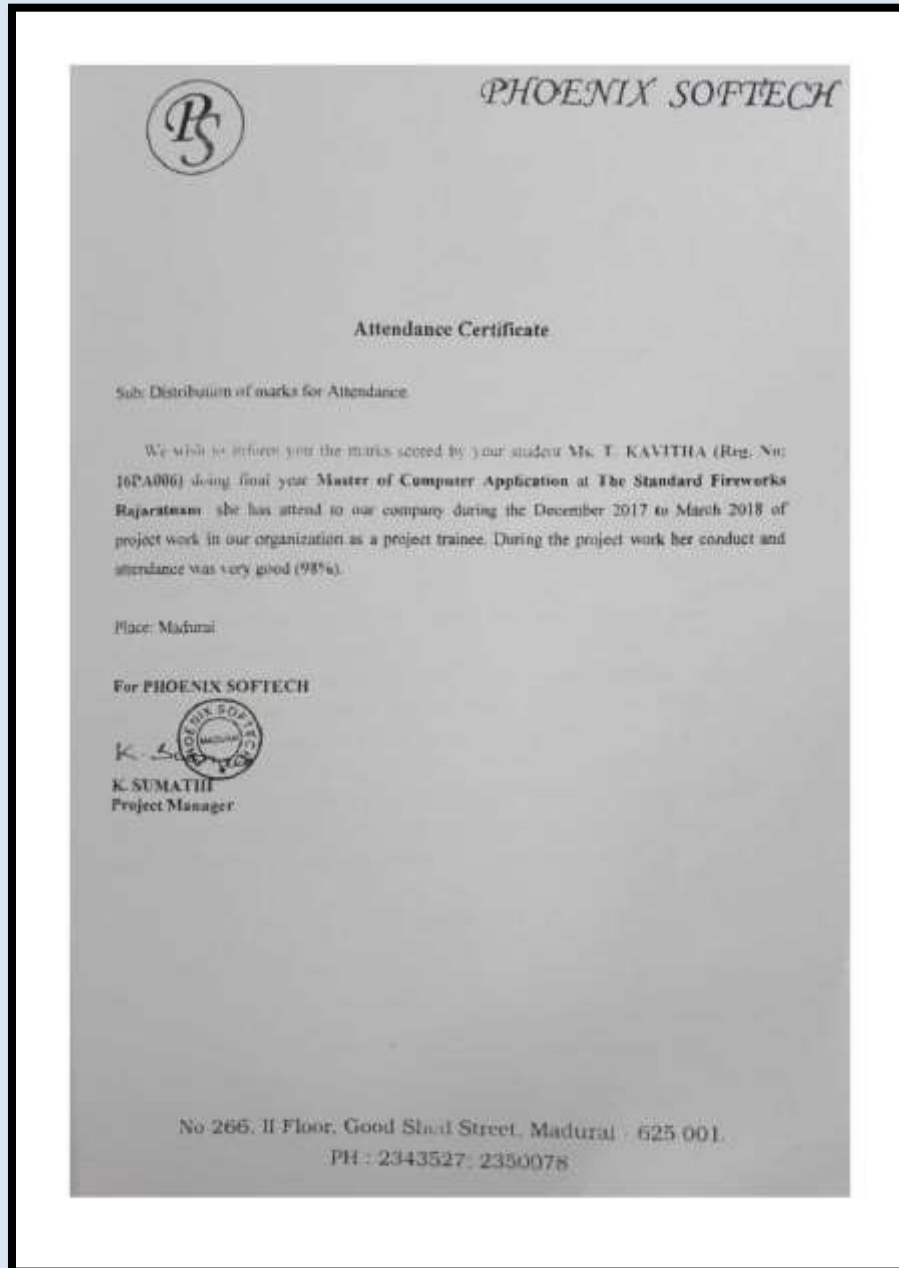 PS
PHOENIX SOFTECH
Attendance Certificate
Sub: Distribution of marks for Attendance.
We wish to inform you the marks scored by your student Ms. T. KAVITHA (Reg. No:
16PA006) doing final year Master of Computer Application at The Standard Fireworks
Rajaratnam she has attend to our company during the December 2017 to March 2018 of
project work in our organization as a project trainee. During the project work her conduct and
attendance was very good (98%).
Place: Madurai
For PHOENIX SOFTECH
PHOENIX SOFTECH
MADURAI
K. SUMATHI
Project Manager
No 266, II Floor, Good Shed Street, Madurai - 625 001.
PH : 2343527; 2350078